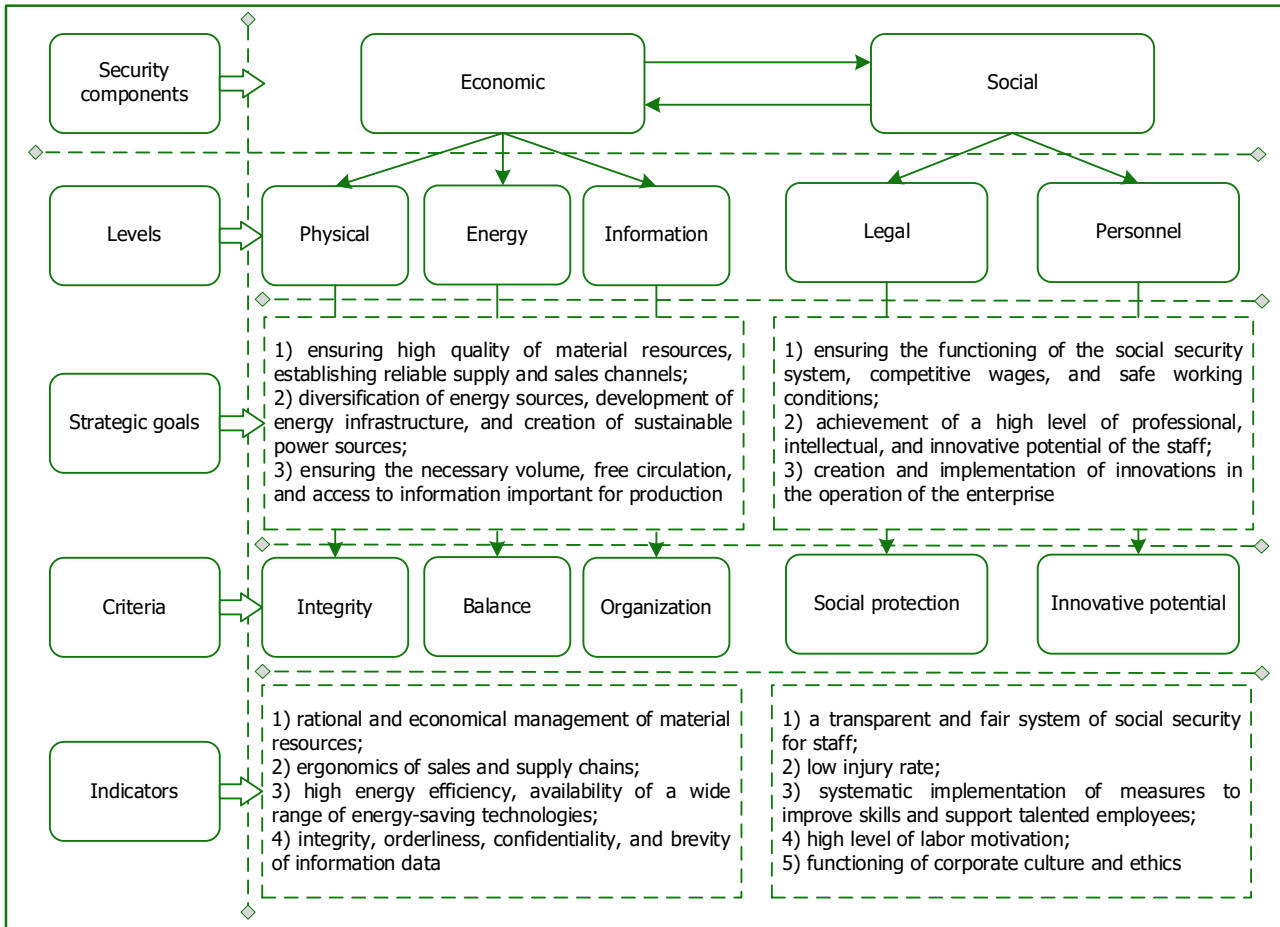 Security
components
Economic
Social
Levels
Physical
Energy
Information
Legal
Personnel
Strategic goals
1) ensuring high quality of material resources,
establishing reliable supply and sales channels;
2) diversification of energy sources, development of
energy infrastructure, and creation of sustainable
power sources;
3) ensuring the necessary volume, free circulation,
and access to information important for production
1) ensuring the functioning of the social security
system, competitive wages, and safe working
conditions;
2) achievement of a high level of professional,
intellectual, and innovative potential of the staff;
3) creation and implementation of innovations in
the operation of the enterprise
Criteria
Integrity
Balance
Organization
Social protection
Innovative potential
Indicators
1) rational and economical management of material
resources;
2) ergonomics of sales and supply chains;
3) high energy efficiency, availability of a wide
range of energy-saving technologies;
4) integrity, orderliness, confidentiality, and brevity
of information data
1) a transparent and fair system of social security
for staff;
2) low injury rate;
3) systematic implementation of measures to
improve skills and support talented employees;
4) high level of labor motivation;
5) functioning of corporate culture and ethics